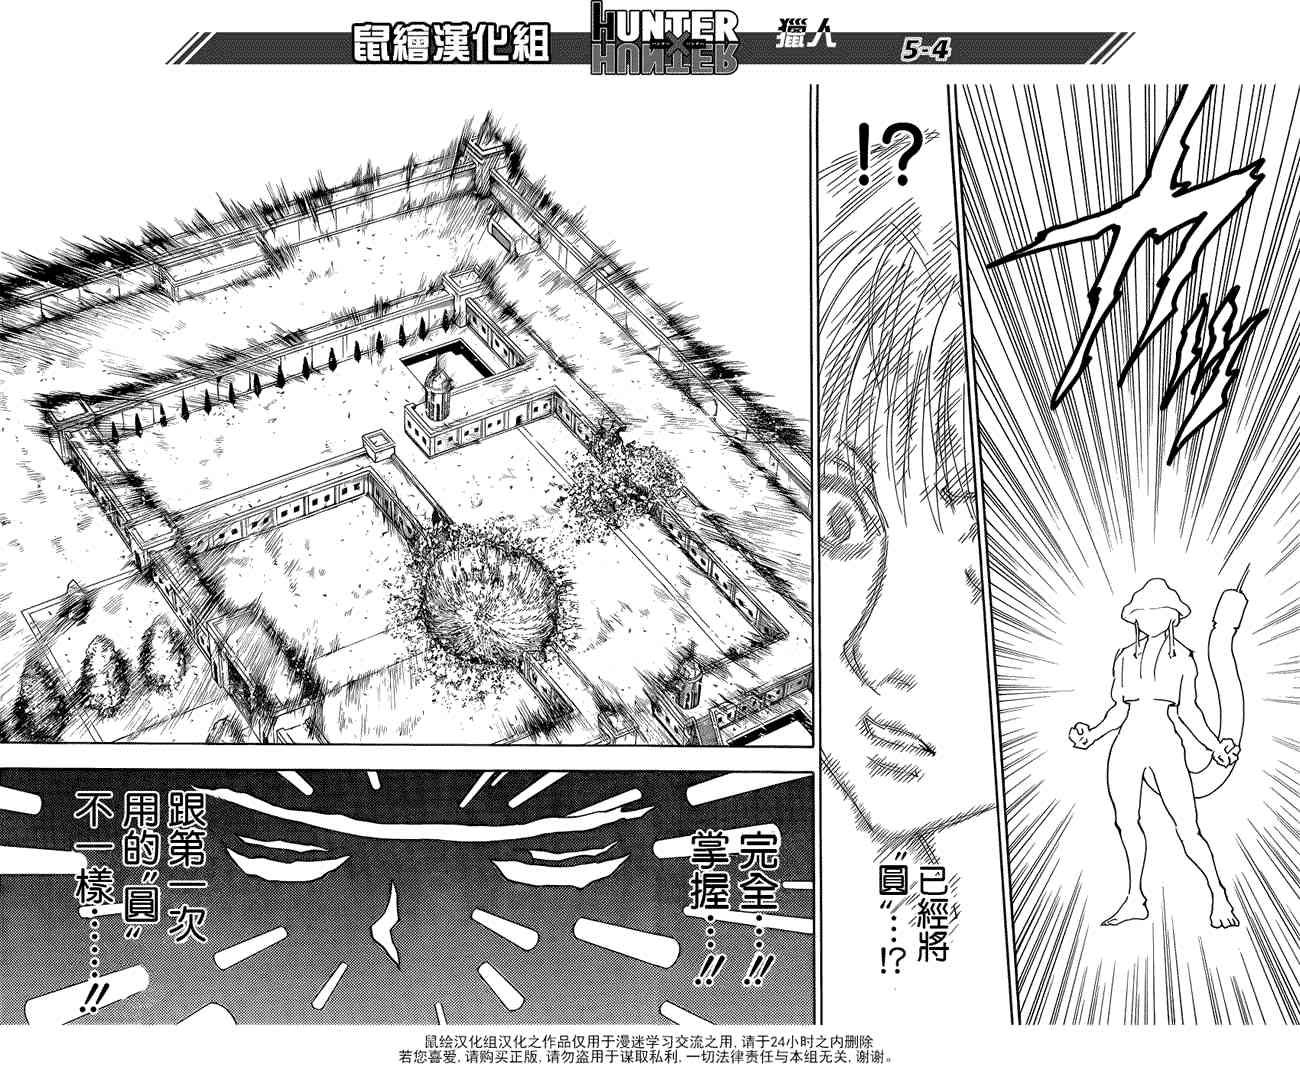 鼠繪漢化組
HUNTER
×
HUNTER
獵人
5-4
カッ
!?
已經將
“圓”…!?
完全…
掌握……!!
跟第一次
用的“圓”
不一樣………!!
鼠绘汉化组汉化之作品仅用于漫迷学习交流之用,请于24小时之内删除
若您喜爱,请购买正版,请勿盗用于谋取私利,一切法律责任与本组无关,谢谢。